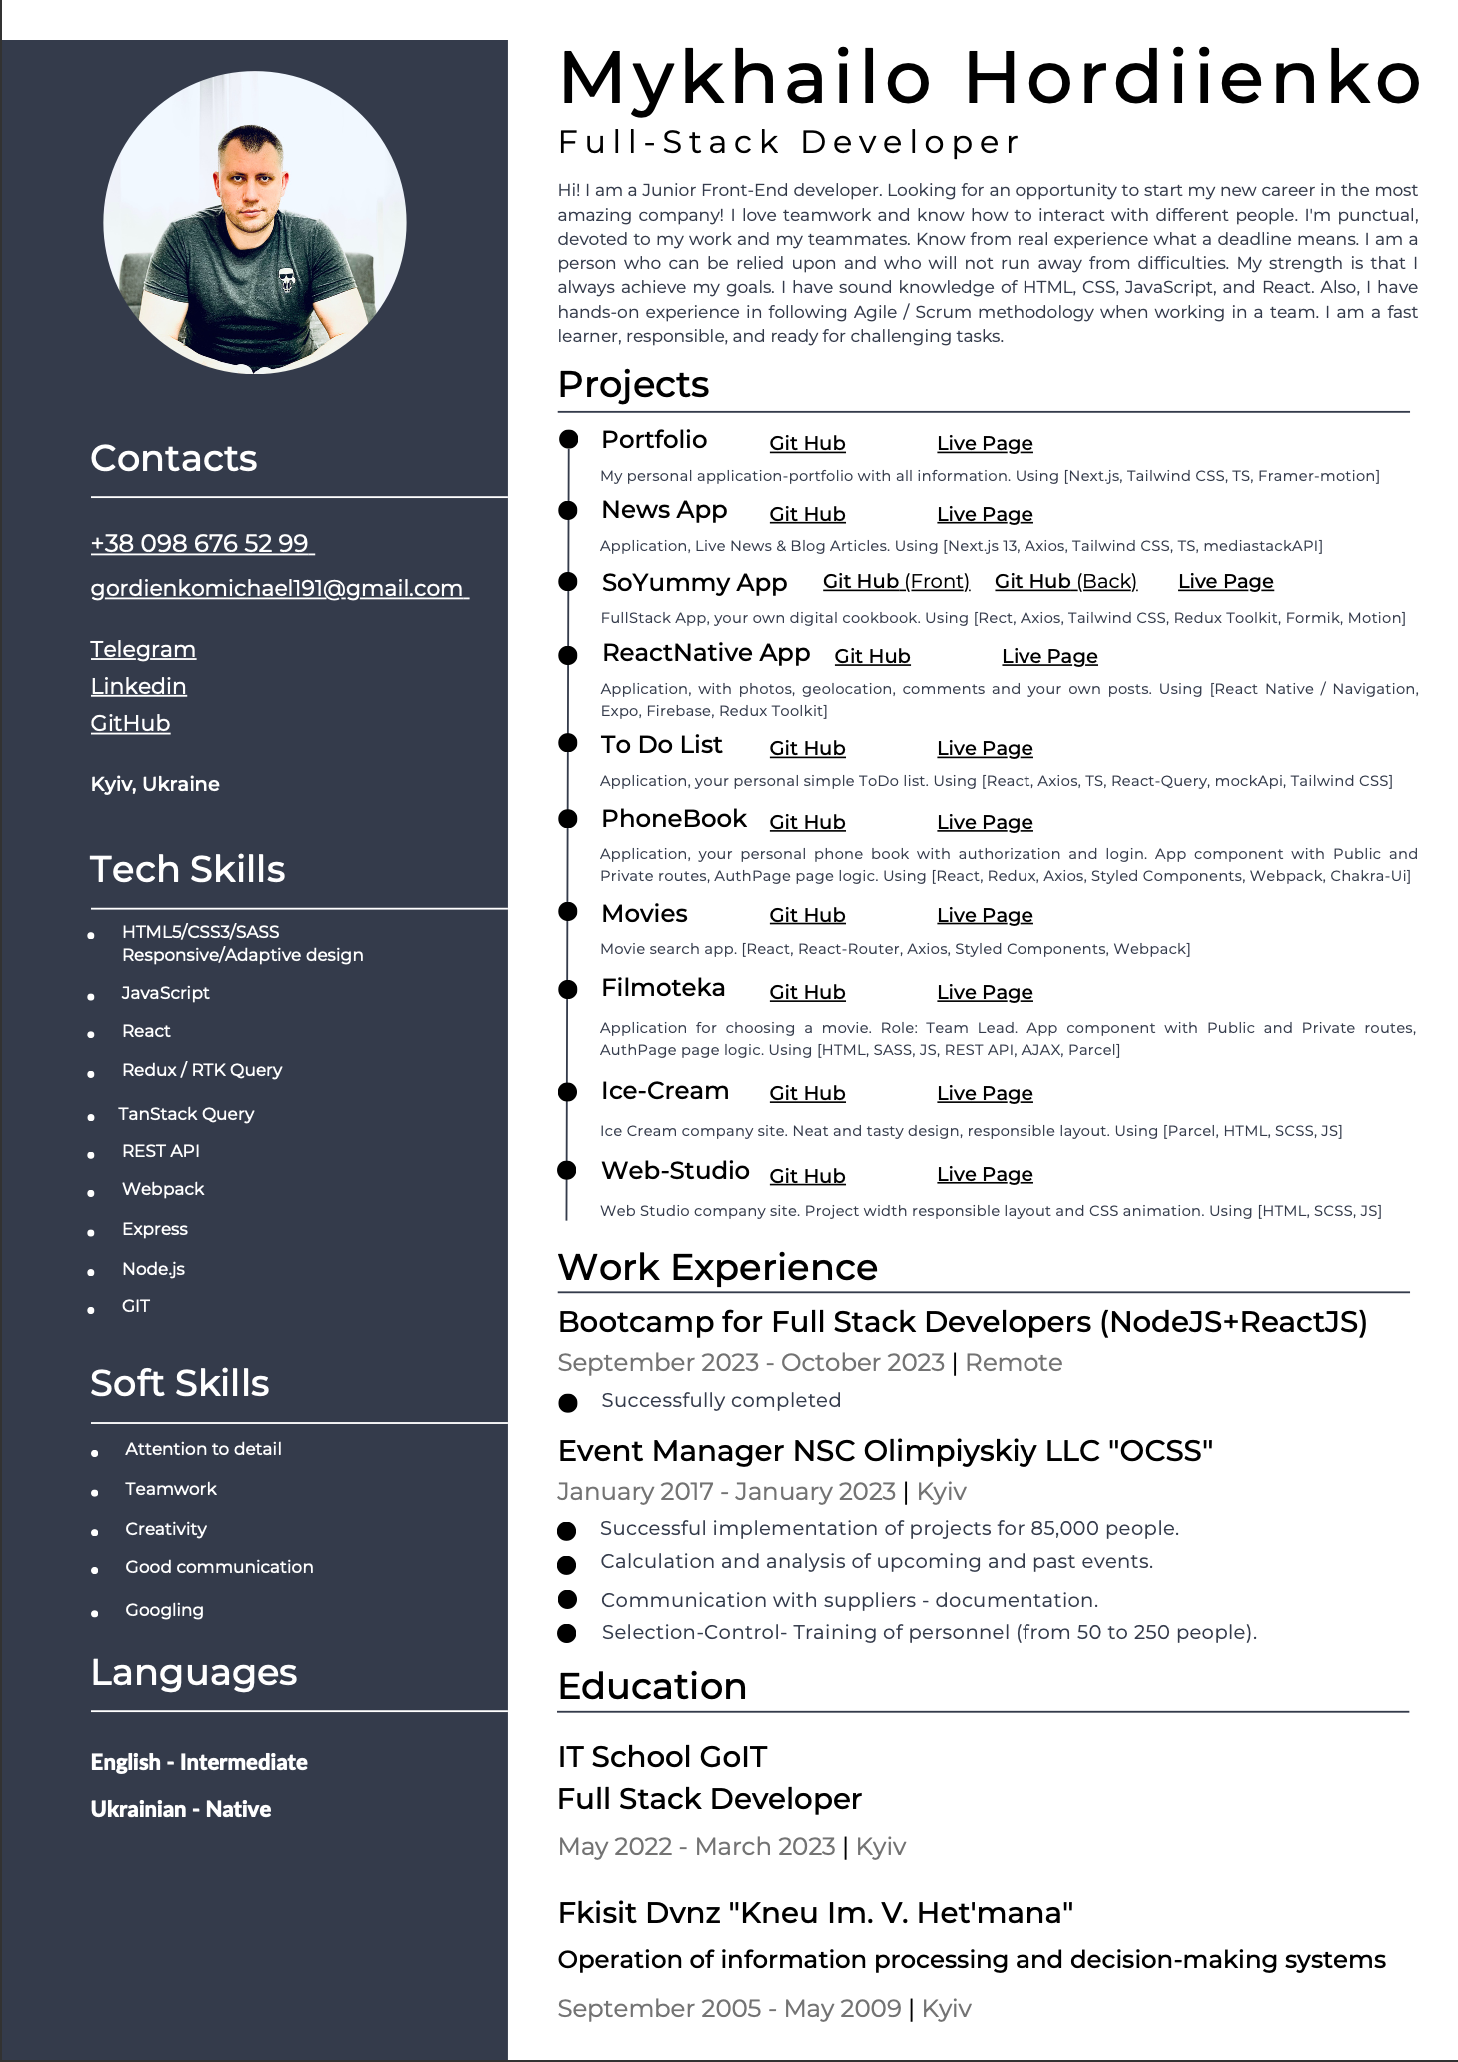 Mykhailo Hordiienko
Full-Stack Developer
Hi! I am a Junior Front-End developer. Looking for an opportunity to start my new career in the most
amazing company! I love teamwork and know how to interact with different people. I'm punctual,
devoted to my work and my teammates. Know from real experience what a deadline means. I am a
person who can be relied upon and who will not run away from difficulties. My strength is that I
always achieve my goals. I have sound knowledge of HTML, CSS, JavaScript, and React. Also, I have
hands-on experience in following Agile / Scrum methodology when working in a team. I am a fast
learner, responsible, and ready for challenging tasks.
Contacts
+38 098 676 52 99
gordienkomichael191@gmail.com
Telegram
Linkedin
GitHub
Kyiv, Ukraine
Tech Skills
HTML5/CSS3/SASS
Responsive/Adaptive design
JavaScript
React
Redux / RTK Query
TanStack Query
REST API
Webpack
Express
Node.js
GIT
Soft Skills
Attention to detail
Teamwork
Creativity
Good communication
Googling
Languages
English - Intermediate
Ukrainian - Native
Projects
Portfolio Git Hub Live Page
My personal application-portfolio with all information. Using [Next.js, Tailwind CSS, TS, Framer-motion]
News App Git Hub Live Page
Application, Live News & Blog Articles. Using [Next.js 13, Axios, Tailwind CSS, TS, mediastackAPI]
SoYummy App Git Hub (Front) Git Hub (Back) Live Page
FullStack App, your own digital cookbook. Using [Rect, Axios, Tailwind CSS, Redux Toolkit, Formik, Motion]
ReactNative App Git Hub Live Page
Application, with photos, geolocation, comments and your own posts. Using [React Native / Navigation,
Expo, Firebase, Redux Toolkit]
To Do List Git Hub Live Page
Application, your personal simple ToDo list. Using [React, Axios, TS, React-Query, mockApi, Tailwind CSS]
PhoneBook Git Hub Live Page
Application, your personal phone book with authorization and login. App component with Public and
Private routes, AuthPage page logic. Using [React, Redux, Axios, Styled Components, Webpack, Chakra-Ui]
Movies Git Hub Live Page
Movie search app. [React, React-Router, Axios, Styled Components, Webpack]
Filmoteka Git Hub Live Page
Application for choosing a movie. Role: Team Lead. App component with Public and Private routes,
AuthPage page logic. Using [HTML, SASS, JS, REST API, AJAX, Parcel]
Ice-Cream Git Hub Live Page
Ice Cream company site. Neat and tasty design, responsible layout. Using [Parcel, HTML, SCSS, JS]
Web-Studio Git Hub Live Page
Web Studio company site. Project width responsible layout and CSS animation. Using [HTML, SCSS, JS]
Work Experience
Bootcamp for Full Stack Developers (NodeJS+ReactJS)
September 2023 - October 2023 | Remote
Successfully completed
Event Manager NSC Olimpiyskiy LLC "OCSS"
January 2017 - January 2023 | Kyiv
Successful implementation of projects for 85,000 people.
Calculation and analysis of upcoming and past events.
Communication with suppliers - documentation.
Selection-Control- Training of personnel (from 50 to 250 people).
Education
IT School GoIT
Full Stack Developer
May 2022 - March 2023 | Kyiv
Fkisit Dvnz "Kneu Im. V. Het'mana"
Operation of information processing and decision-making systems
September 2005 - May 2009 | Kyiv